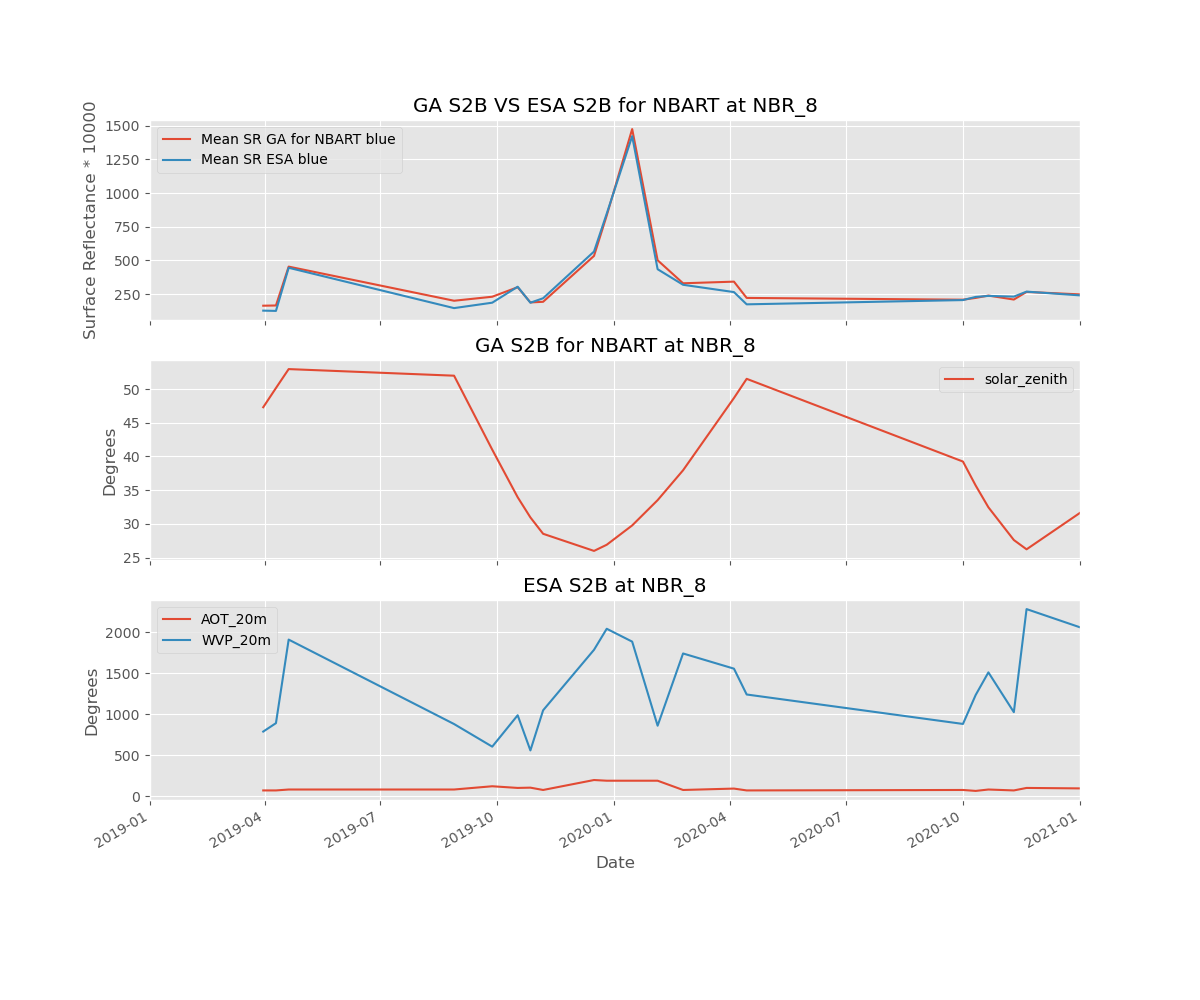 GA S2B VS ESA S2B for NBART at NBR_8
Surface Reflectance * 10000
1500
1250
1000
750
500
250
Mean SR GA for NBART blue
Mean SR ESA blue
GA S2B for NBART at NBR_8
Degrees
50
45
40
35
30
25
solar_zenith
ESA S2B at NBR_8
Degrees
2000
1500
1000
500
0
AOT_20m
WVP_20m
2019-01
2019-04
2019-07
2019-10
2020-01
2020-04
2020-07
2020-10
2021-01
Date